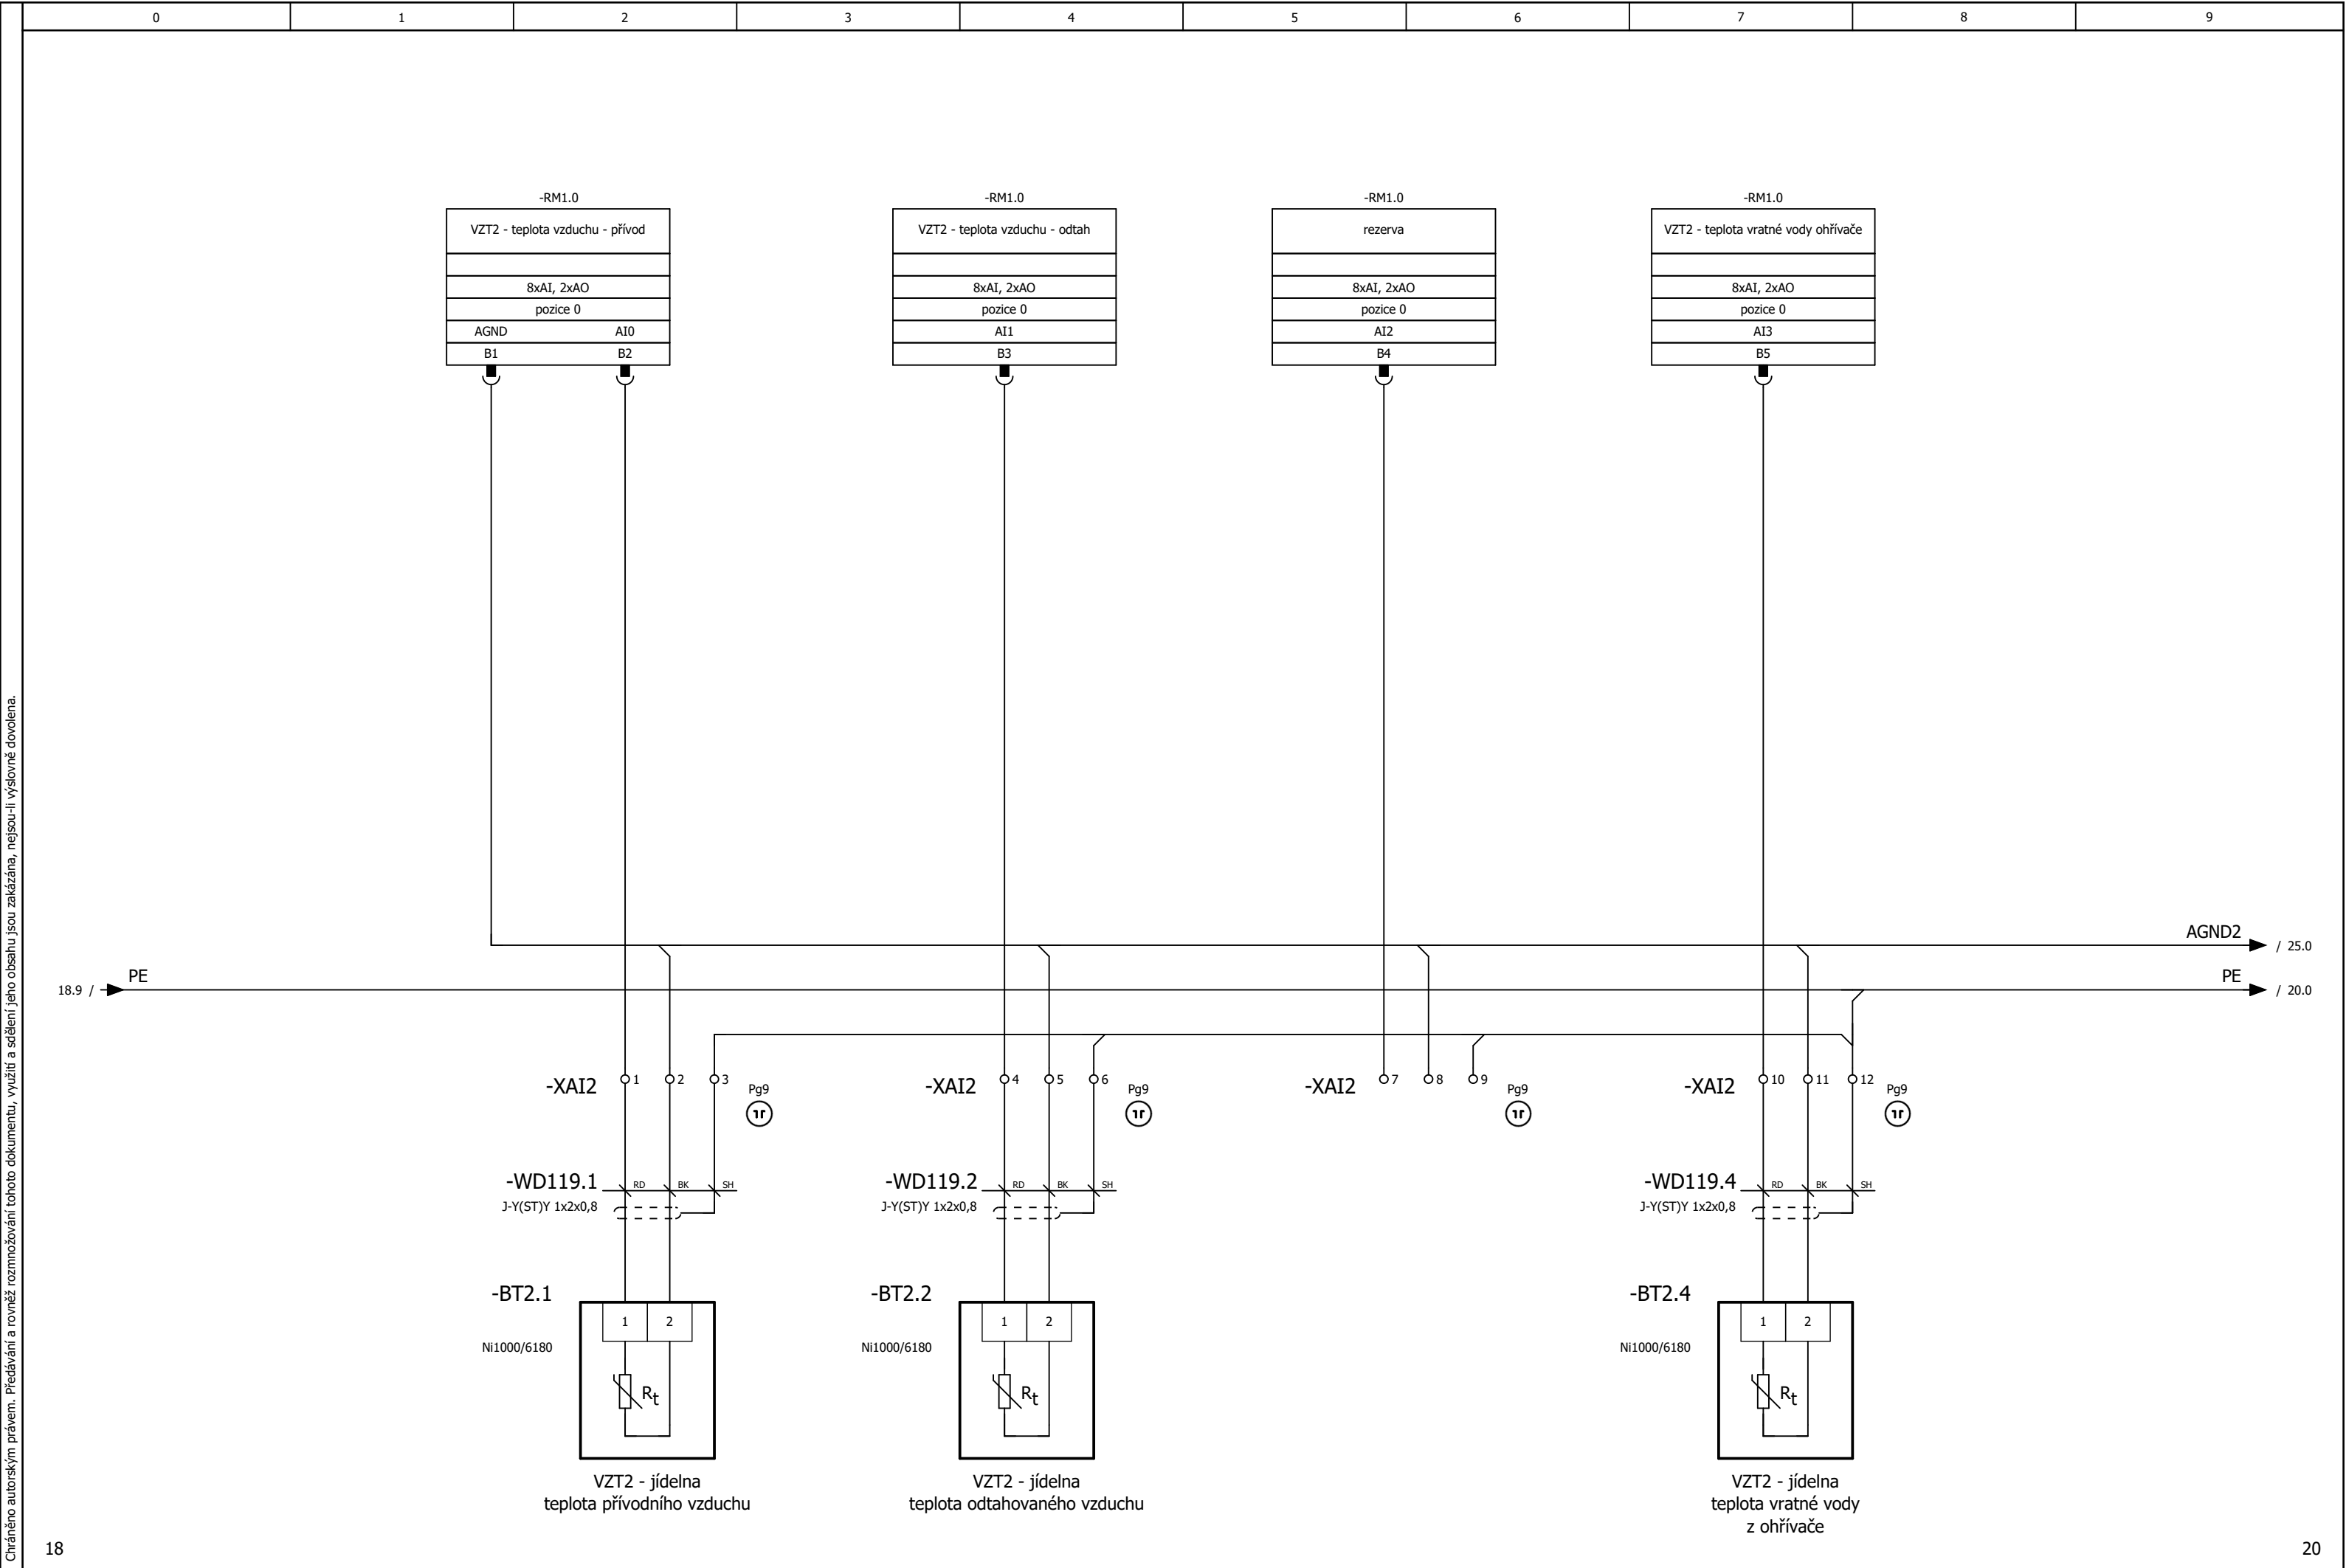 0 1 2 3 4 5 6 7 8 9
-RM1.0 -RM1.0 -RM1.0 -RM1.0
VZT2 - teplota vzduchu - přívod VZT2 - teplota vzduchu - odtah rezerva VZT2 - teplota vratné vody ohřívače
8xAI, 2xAO 8xAI, 2xAO 8xAI, 2xAO 8xAI, 2xAO
pozice 0 pozice 0 pozice 0 pozice 0
AGND AI0 AI1 AI2 AI3
B1 B2 B3 B4 B5
AGND2 / 25.0
18.9 / PE PE / 20.0
-XAI2 1 2 3 Pg9 -XAI2 4 5 6 Pg9 -XAI2 7 8 9 Pg9 -XAI2 10 11 12 Pg9
-WD119.1 RD BK SH -WD119.2 RD BK SH -WD119.4 RD BK SH
J-Y(ST)Y 1x2x0,8 J-Y(ST)Y 1x2x0,8 J-Y(ST)Y 1x2x0,8
-BT2.1 -BT2.2 -BT2.4
1 2 1 2 1 2
Ni1000/6180 Ni1000/6180 Ni1000/6180
Rt Rt Rt
VZT2 - jídelna VZT2 - jídelna VZT2 - jídelna
teplota přívodního vzduchu teplota odtahovaného vzduchu teplota vratné vody
z ohřívače
18 20
Chráněno autorským právem. Předávání a rovněž rozmnožování tohoto dokumentu, využití a sdělení jeho obsahu jsou zakázána, nejsou-li výslovně dovolena.